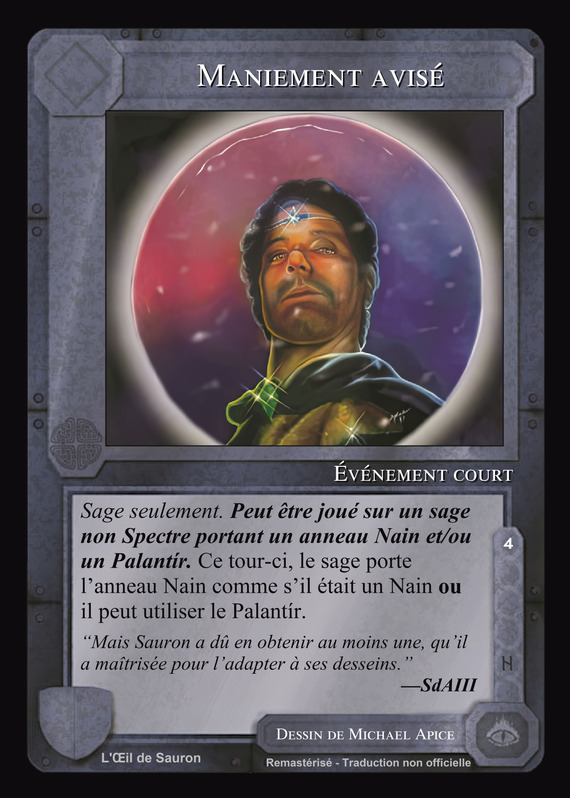 Maniement avisé
Événement court
Sage seulement. Peut être joué sur un sage
non Spectre portant un anneau Nain et/ou
un Palantír. Ce tour-ci, le sage porte
l'anneau Nain comme s'il était un Nain ou
il peut utiliser le Palantír.
4
“Mais Sauron a dû en obtenir au moins une, qu'il
a maîtrisée pour l'adapter à ses desseins.”
—SdAIII
Dessin de Michael Apice
L'Œil de Sauron
Remastérisé - Traduction non officielle